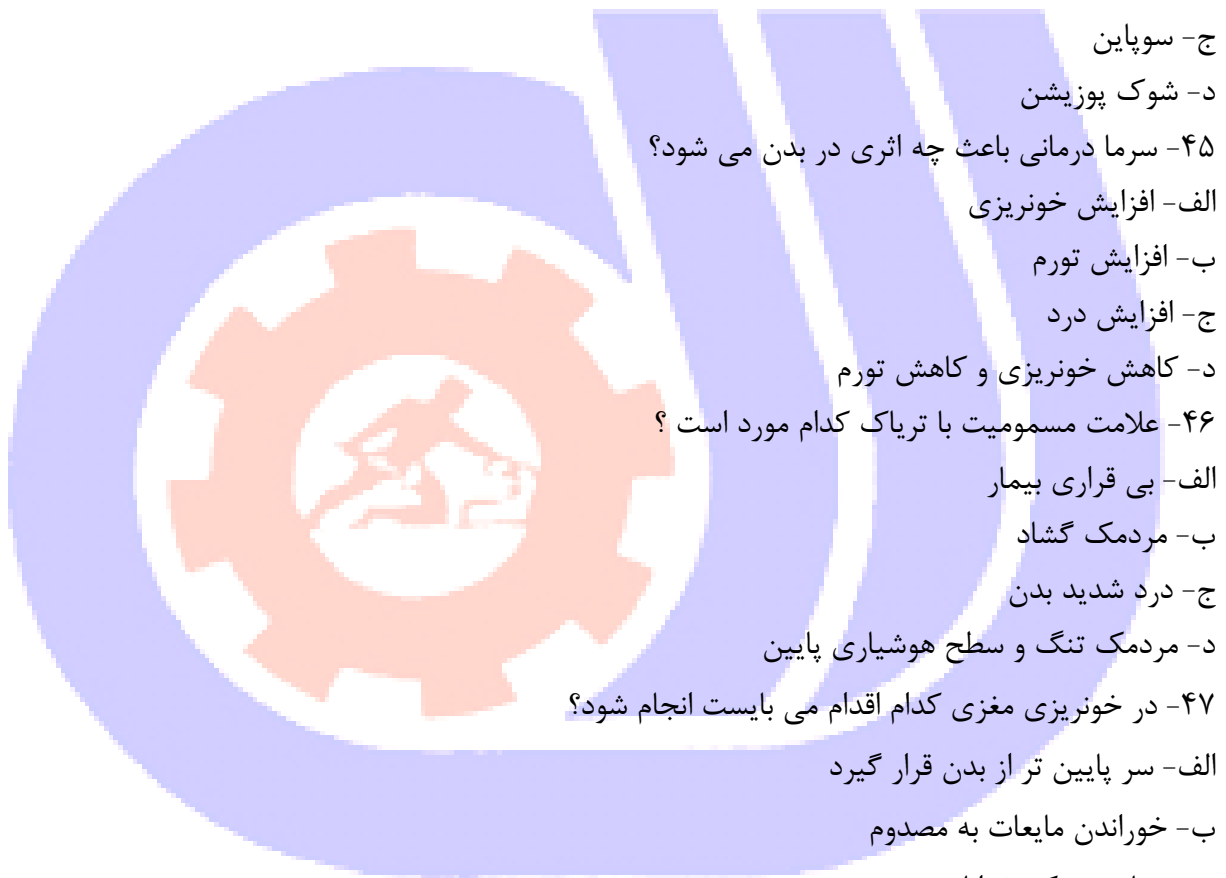 ج- سوپاین
د- شوک پوزیشن
۴۵- سرما درمانی باعث چه اثری در بدن می شود؟
الف- افزایش خونریزی
ب- افزایش تورم
ج- افزایش درد
د- کاهش خونریزی و کاهش تورم
۴۶- علامت مسمومیت با تریاک کدام مورد است ؟
الف- بی قراری بیمار
ب- مردمک گشاد
ج- درد شدید بدن
د- مردمک تنگ و سطح هوشیاری پایین
۴۷- در خونریزی مغزی کدام اقدام می بایست انجام شود؟
الف- سر پایین تر از بدن قرار گیرد
ب- خوراندن مایعات به مصدوم